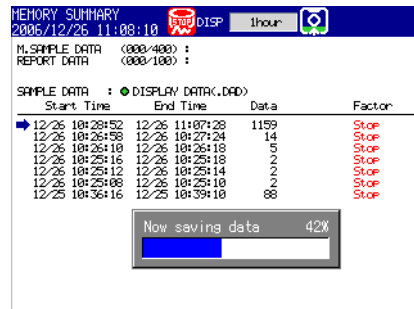 MEMORY SUMMARY
2006/12/26 11:08:10 STOP DISP 1hour
M.SAMPLE DATA (000/400) :
REPORT DATA (000/100) :
SAMPLE DATA : DISPLAY DATA(.DAD)
Start Time End Time Data Factor
12/26 10:28:52 12/26 11:07:28 1159 Stop
12/26 10:26:58 12/26 10:27:24 14 Stop
12/26 10:26:10 12/26 10:26:18 5 Stop
12/26 10:25:16 12/26 10:25:18 2 Stop
12/26 10:25:12 12/26 10:25:14 2 Stop
12/26 10:25:08 12/26 10:25:10 2 Stop
12/25 10:36:16 12/25 10:39:10 88 Stop
Now saving data 42%